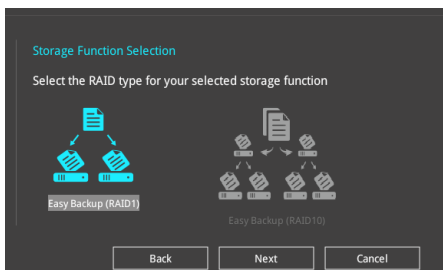 Storage Function Selection
Select the RAID type for your selected storage function
Easy Backup (RAID1)
Easy Backup (RAID10)
Back
Next
Cancel